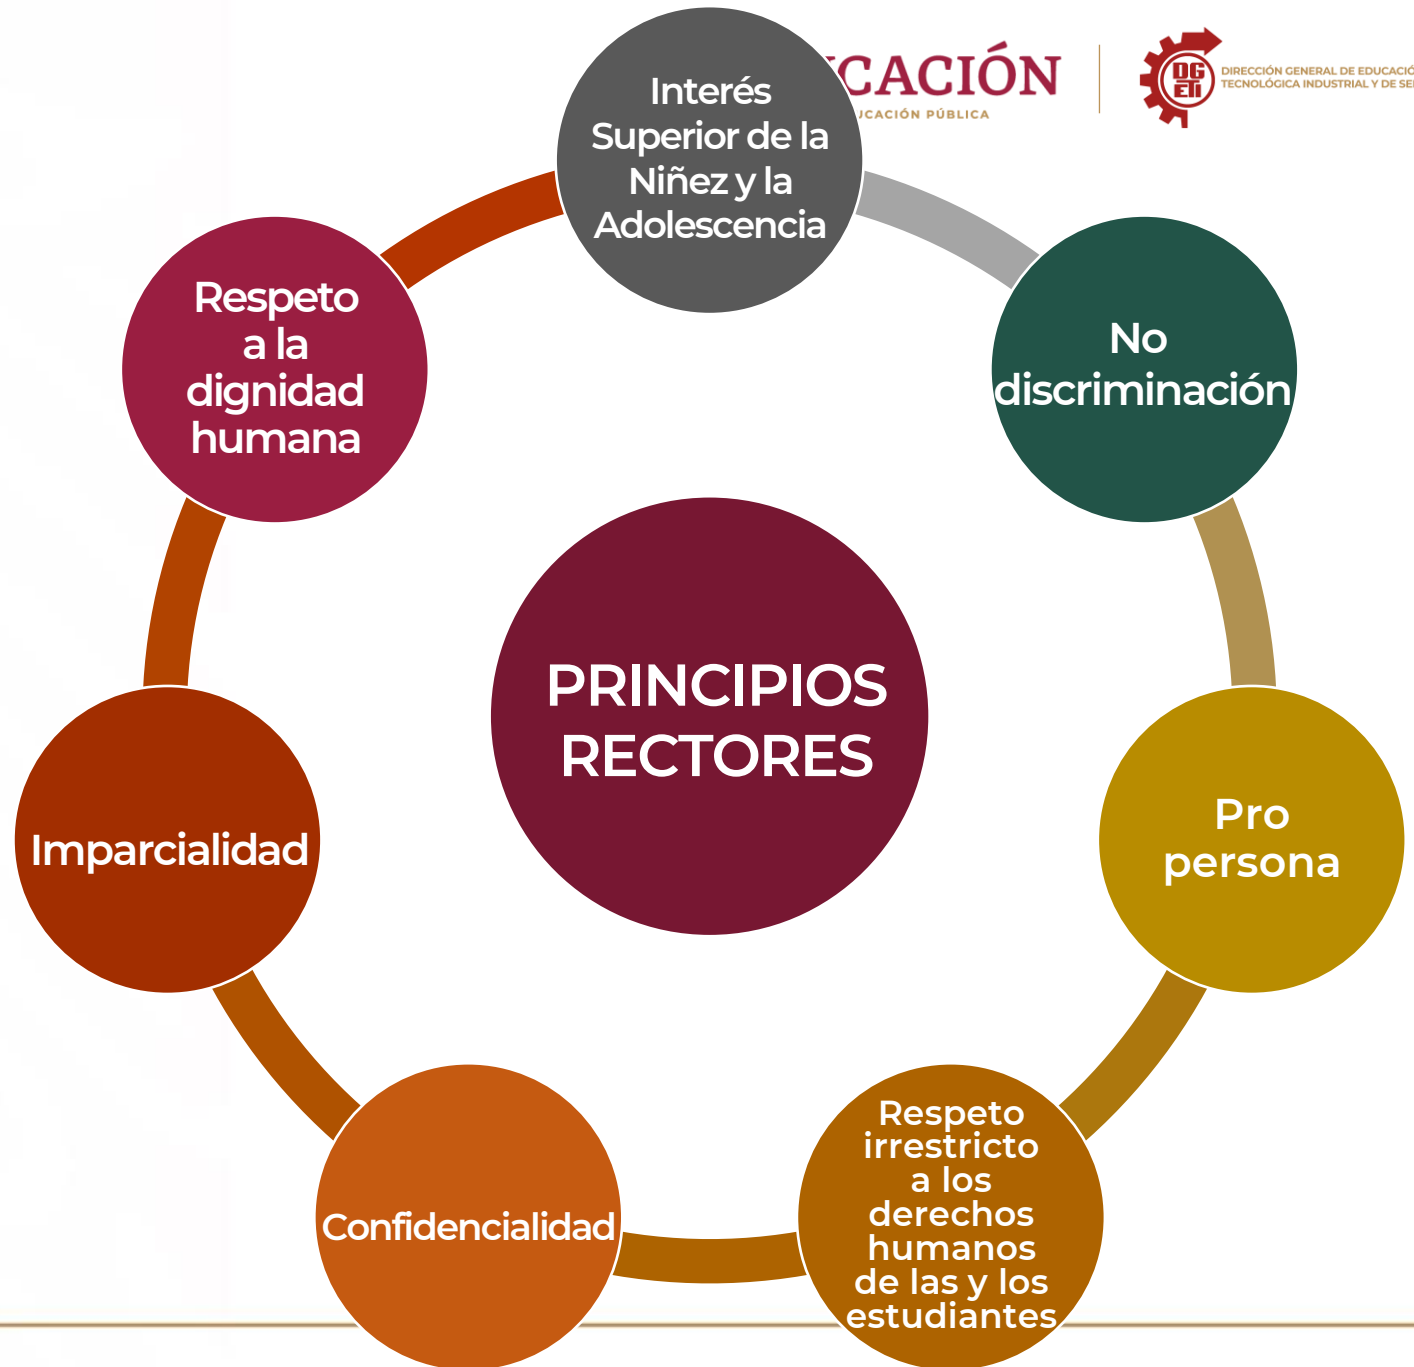 Interés
Superior de la
Niñez y la
Adolescencia
CACIÓN
UCACIÓN PÚBLICA
DG
ETI
DIRECCIÓN GENERAL DE EDUCACIÓ
TECNOLÓGICA INDUSTRIAL Y DE SE
No
discriminación
Pro
persona
Respeto
irrestricto
a los
derechos
humanos
de las y los
estudiantes
Confidencialidad
Imparcialidad
Respeto
a la
dignidad
humana
PRINCIPIOS
RECTORES